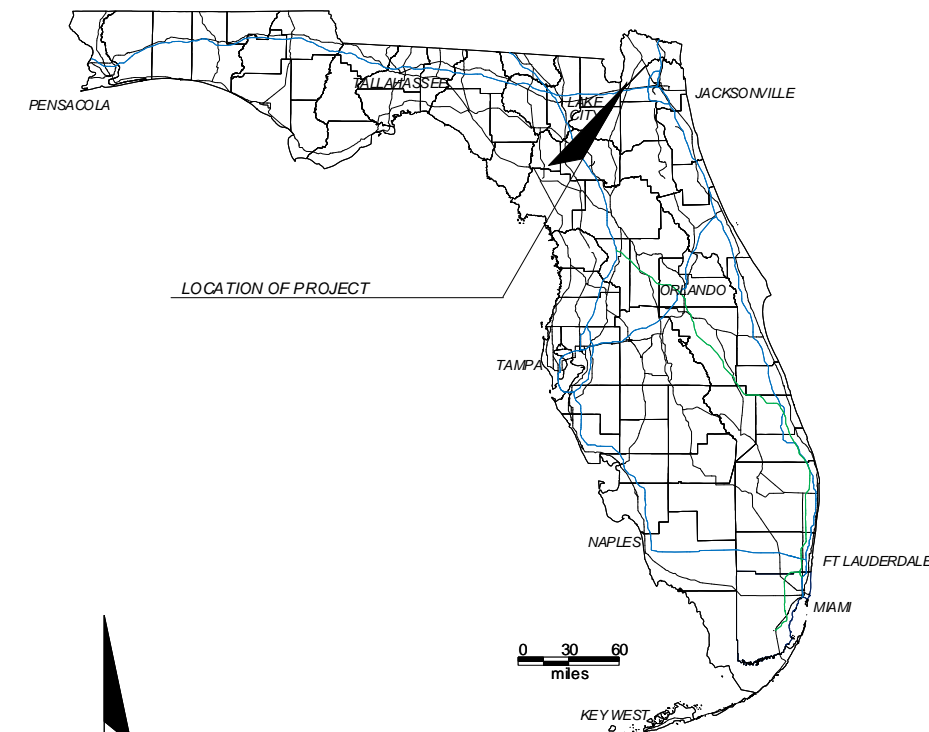 TALLAHASSEE
PENSACOLA
JACKSONVILLE
LAKE
CITY
LOCATION OF PROJECT
ORLANDO
TAMPA
NAPLES
FT LAUDERDALE
MIAMI
0 30 60
miles
KEY WEST